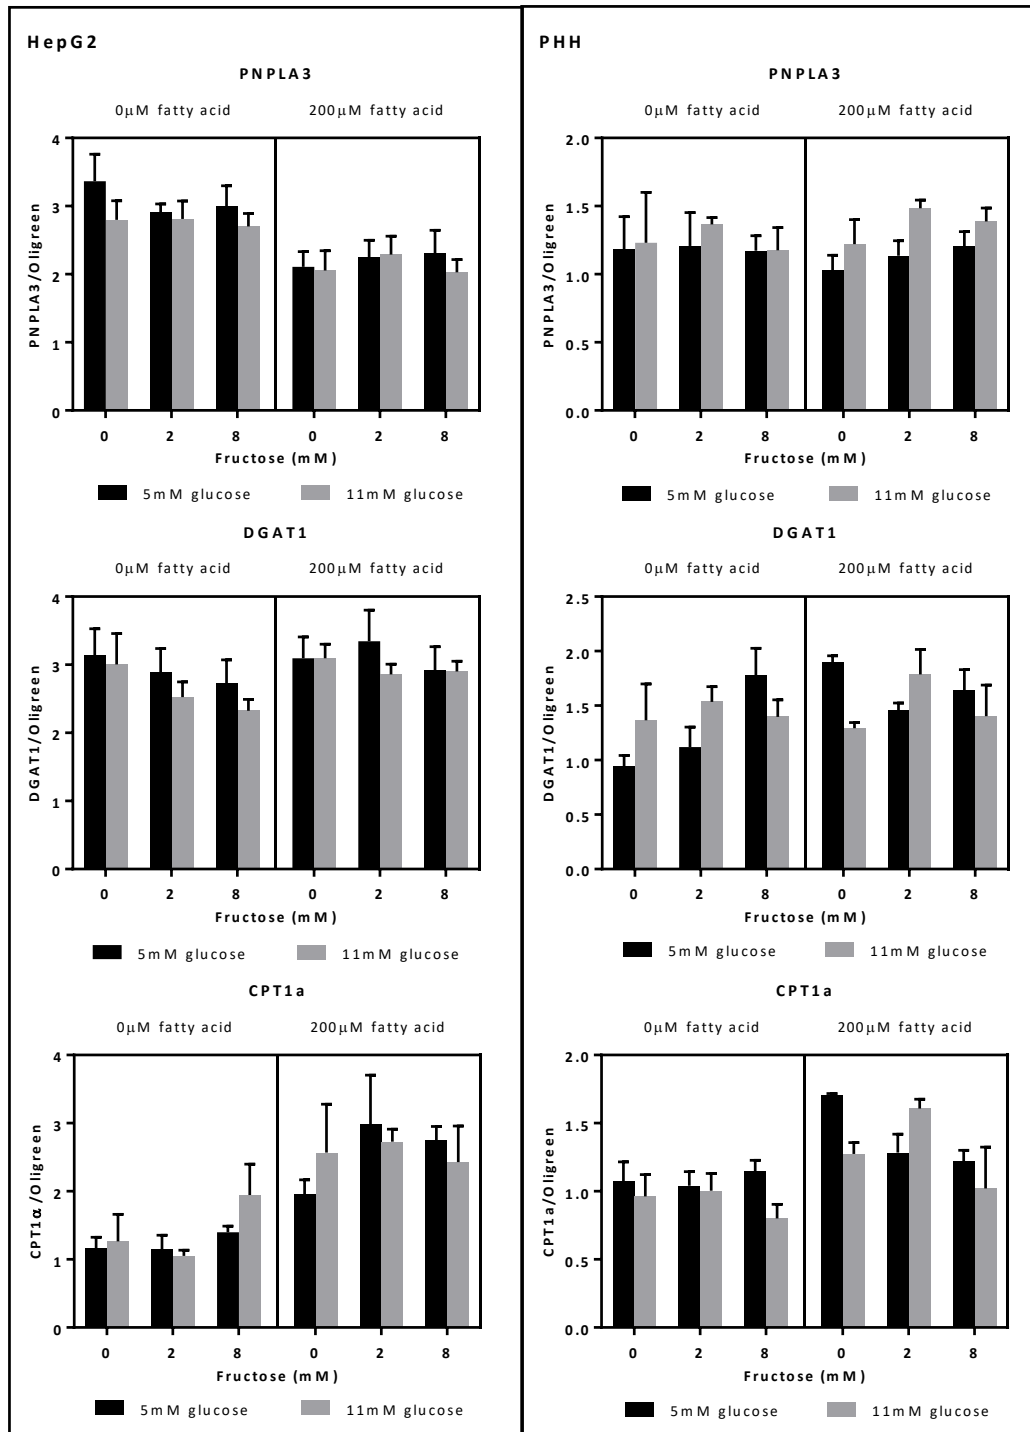 HepG2
PNPLA3
0µM fatty acid 200µM fatty acid
PNPLA3/Oligreen
4
3
2
1
0
0 2 8 0 2 8
Fructose (mM)
5mM glucose 11mM glucose
DGAT1
0µM fatty acid 200µM fatty acid
DGAT1/Oligreen
4
3
2
1
0
0 2 8 0 2 8
Fructose (mM)
5mM glucose 11mM glucose
CPT1a
0µM fatty acid 200µM fatty acid
CPT1α/Oligreen
4
3
2
1
0
0 2 8 0 2 8
Fructose (mM)
5mM glucose 11mM glucose
PHH
PNPLA3
0µM fatty acid 200µM fatty acid
PNPLA3/Oligreen
2.0
1.5
1.0
0.5
0.0
0 2 8 0 2 8
Fructose (mM)
5mM glucose 11mM glucose
DGAT1
0µM fatty acid 200µM fatty acid
DGAT1/Oligreen
2.5
2.0
1.5
1.0
0.5
0.0
0 2 8 0 2 8
Fructose (mM)
5mM glucose 11mM glucose
CPT1a
0µM fatty acid 200µM fatty acid
CPT1a/Oligreen
2.0
1.5
1.0
0.5
0.0
0 2 8 0 2 8
Fructose (mM)
5mM glucose 11mM glucose